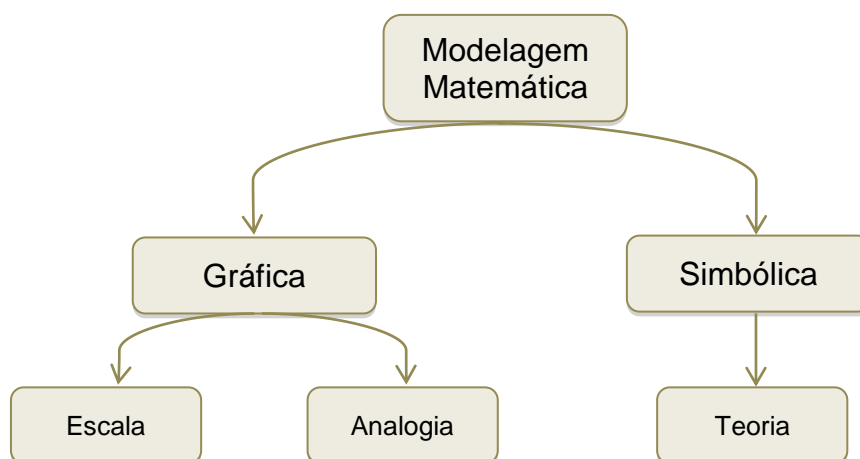 Modelagem
Matemática
Gráfica
Simbólica
Escala
Analogia
Teoria